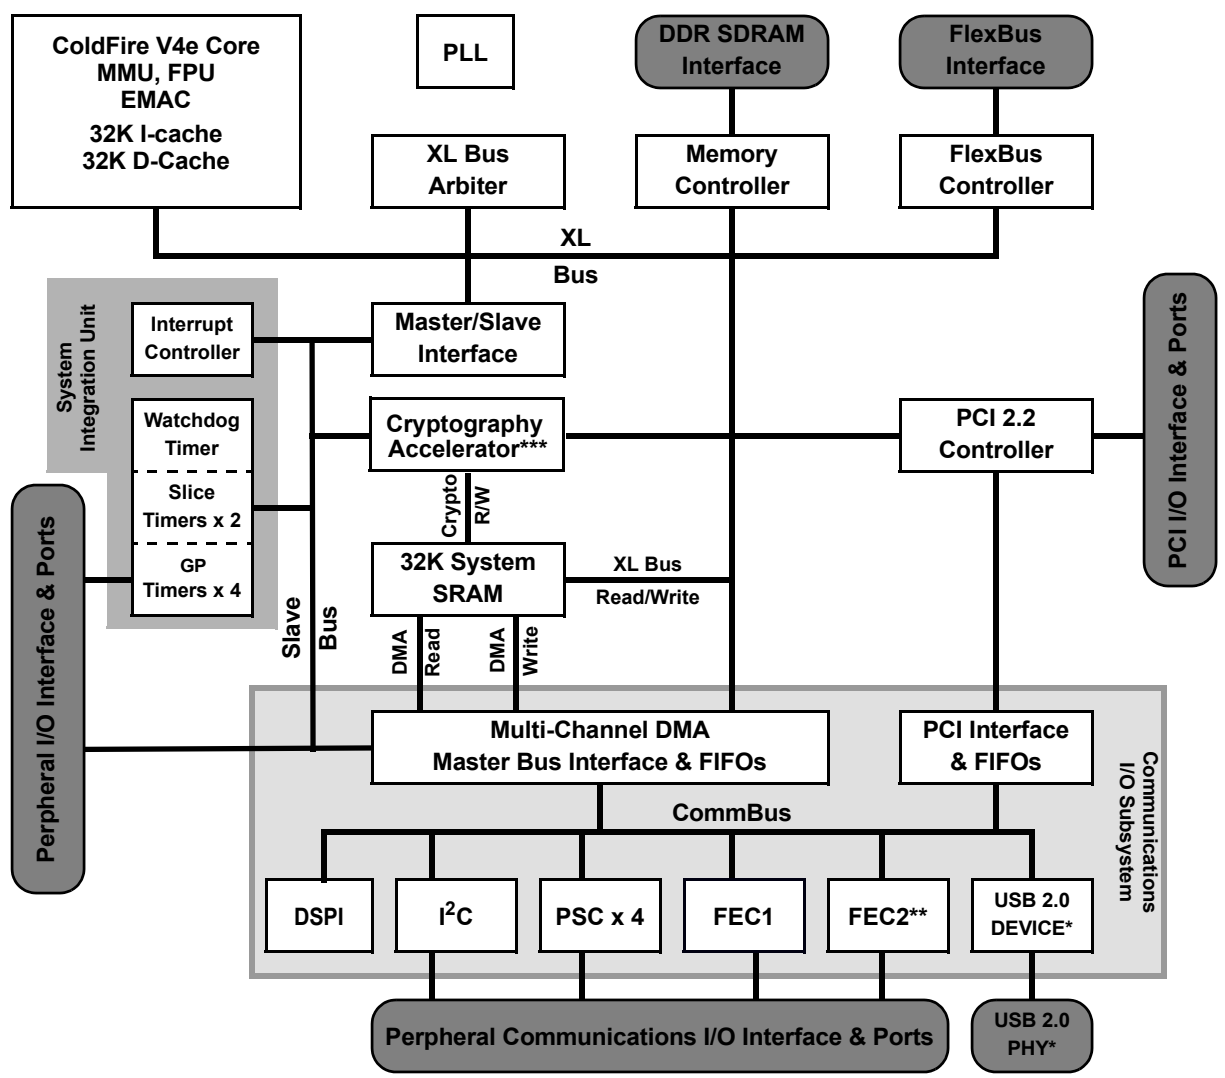 ColdFire V4e Core
MMU, FPU
EMAC
32K I-cache
32K D-Cache
PLL
DDR SDRAM
Interface
FlexBus
Interface
XL Bus
Arbiter
Memory
Controller
FlexBus
Controller
XL
Bus
System
Integration Unit
Interrupt
Controller
Master/Slave
Interface
Watchdog
Timer
Slice
Timers x 2
GP
Timers x 4
Cryptography
Accelerator***
PCI 2.2
Controller
PCI I/O Interface & Ports
Crypto
R/W
32K System
SRAM
XL Bus
Read/Write
Slave
Bus
DMA
Read
DMA
Write
Perpheral I/O Interface & Ports
Multi-Channel DMA
Master Bus Interface & FIFOs
PCI Interface
& FIFOs
Communications
I/O Subsystem
CommBus
DSPI
I2C
PSC x 4
FEC1
FEC2**
USB 2.0
DEVICE*
Perpheral Communications I/O Interface & Ports
USB 2.0
PHY*